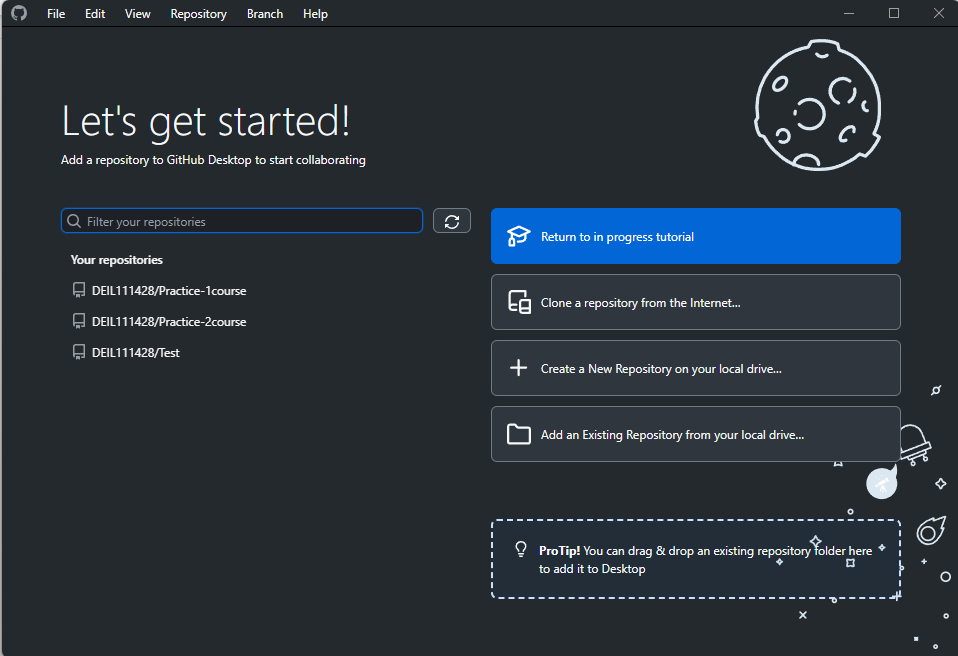 File Edit View Repository Branch Help
Let's get started!
Add a repository to GitHub Desktop to start collaborating
Filter your repositories
Your repositories
DEIL111428/Practice-1course
DEIL111428/Practice-2course
DEIL111428/Test
Return to in progress tutorial
Clone a repository from the Internet...
Create a New Repository on your local drive...
Add an Existing Repository from your local drive...
ProTip! You can drag & drop an existing repository folder here
to add it to Desktop